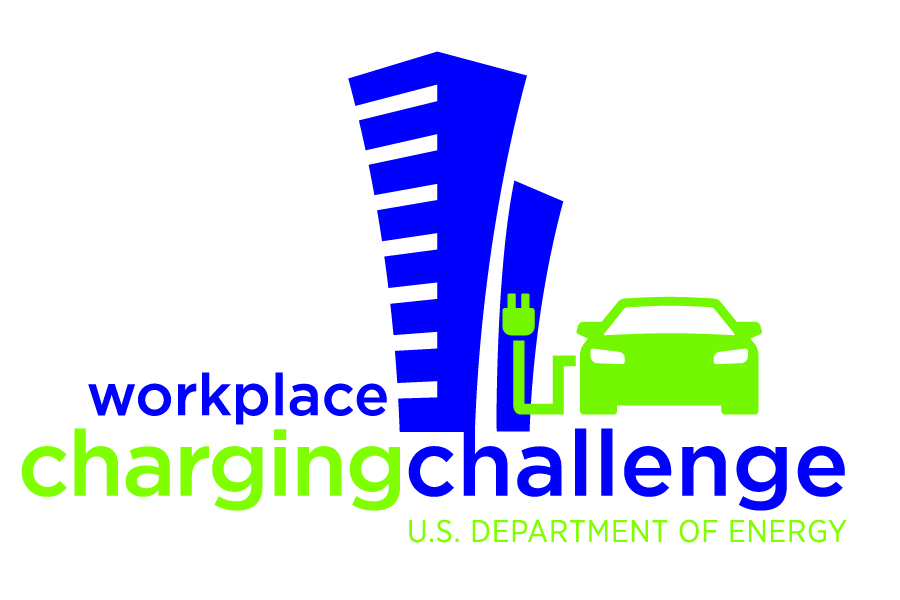 workplace
chargingchallenge
U.S. DEPARTMENT OF ENERGY